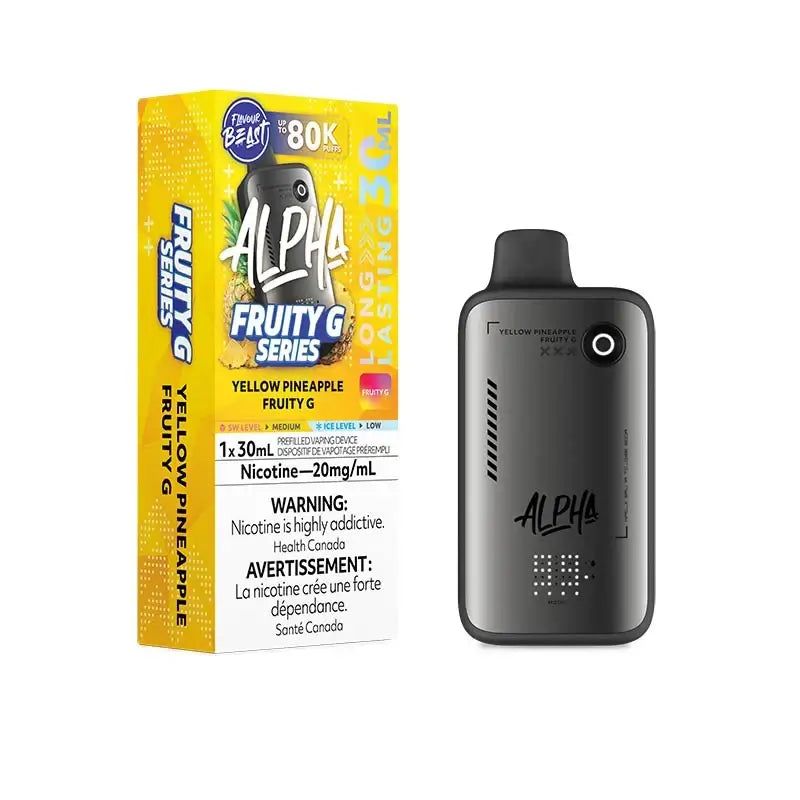 FLAVOUR
BEAST
UP TO 80K
PUFFS
LONG >>> 30ML
LASTING
ALPHA
FRUITY G
SERIES
YELLOW PINEAPPLE
FRUITY G
FRUITY G
SW LEVEL > MEDIUM ICE LEVEL > LOW
1 x 30mL PREFILLED VAPING DEVICE
DISPOSITIF DE VAPOTAGE PRÉREMPLI
Nicotine—20mg/mL
WARNING:
Nicotine is highly addictive.
Health Canada
AVERTISSEMENT:
La nicotine crée une forte
dépendance.
Santé Canada
FRUITY G
SERIES
YELLOW PINEAPPLE
FRUITY G
YELLOW PINEAPPLE
FRUITY G
XXX
ALPHA